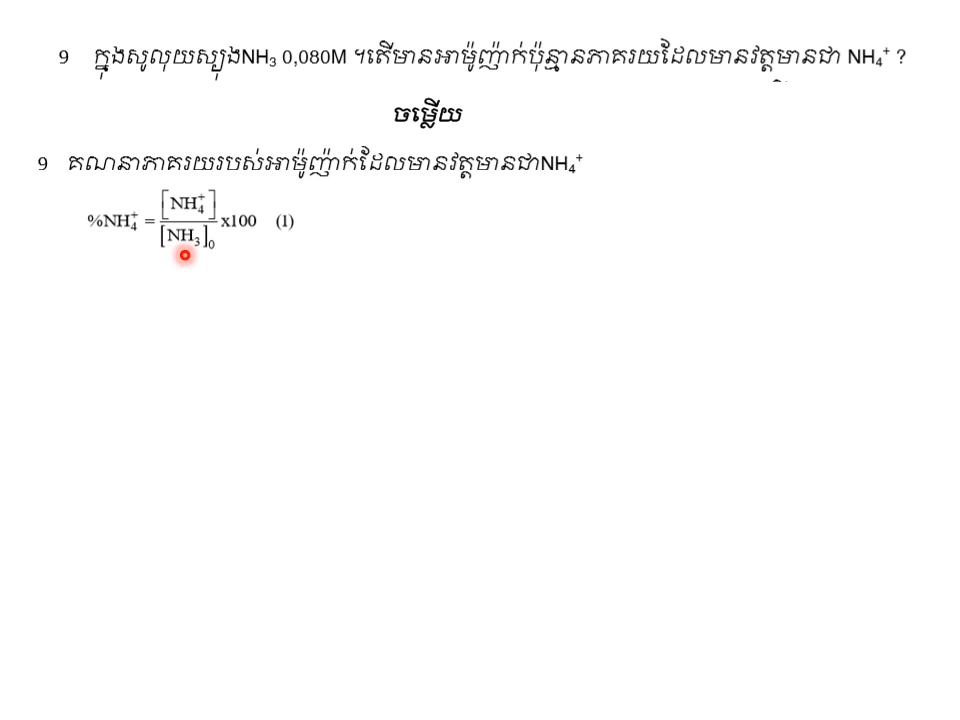 9 ក្នុងសូលុយស្យុងNH₃ 0,080M ។តើមានអាម៉ូញ៉ាក់ប៉ុន្មានភាគរយដែលមានវត្តមានជា NH₄⁺ ?
ចម្លើយ
9 គណនាភាគរយរបស់អាម៉ូញ៉ាក់ដែលមានវត្តមានជាNH₄⁺
%NH₄⁺ = [NH₄⁺] / [NH₃]₀ x100 (1)